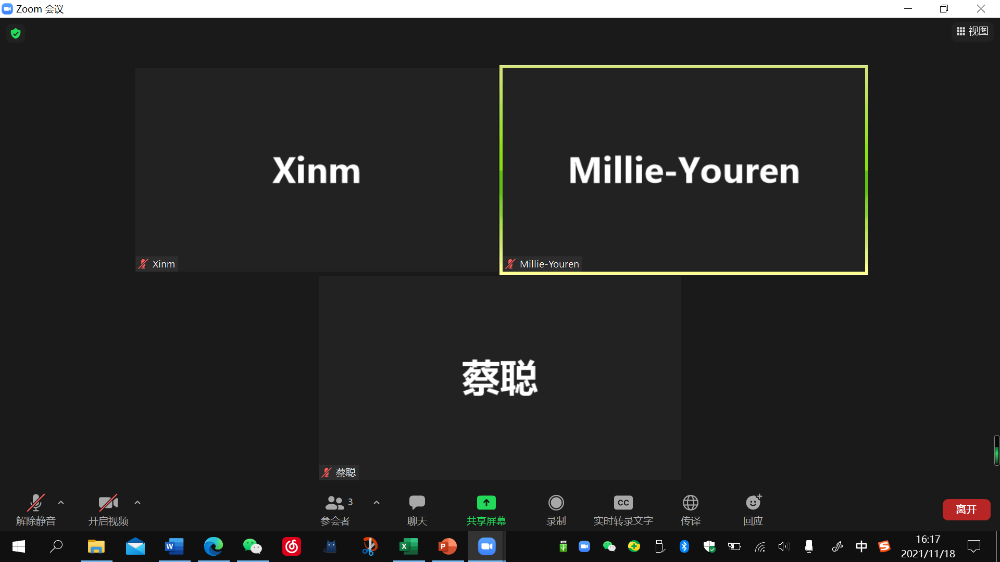 Zoom 会议
视图
Xinm
Millie-Youren
Xinm
Millie-Youren
蔡聪
蔡聪
解除静音
开启视频
参会者
3
聊天
共享屏幕
录制
CC
实时转录文字
传译
回应
离开
W
X
P
中
S
16:17
2021/11/18